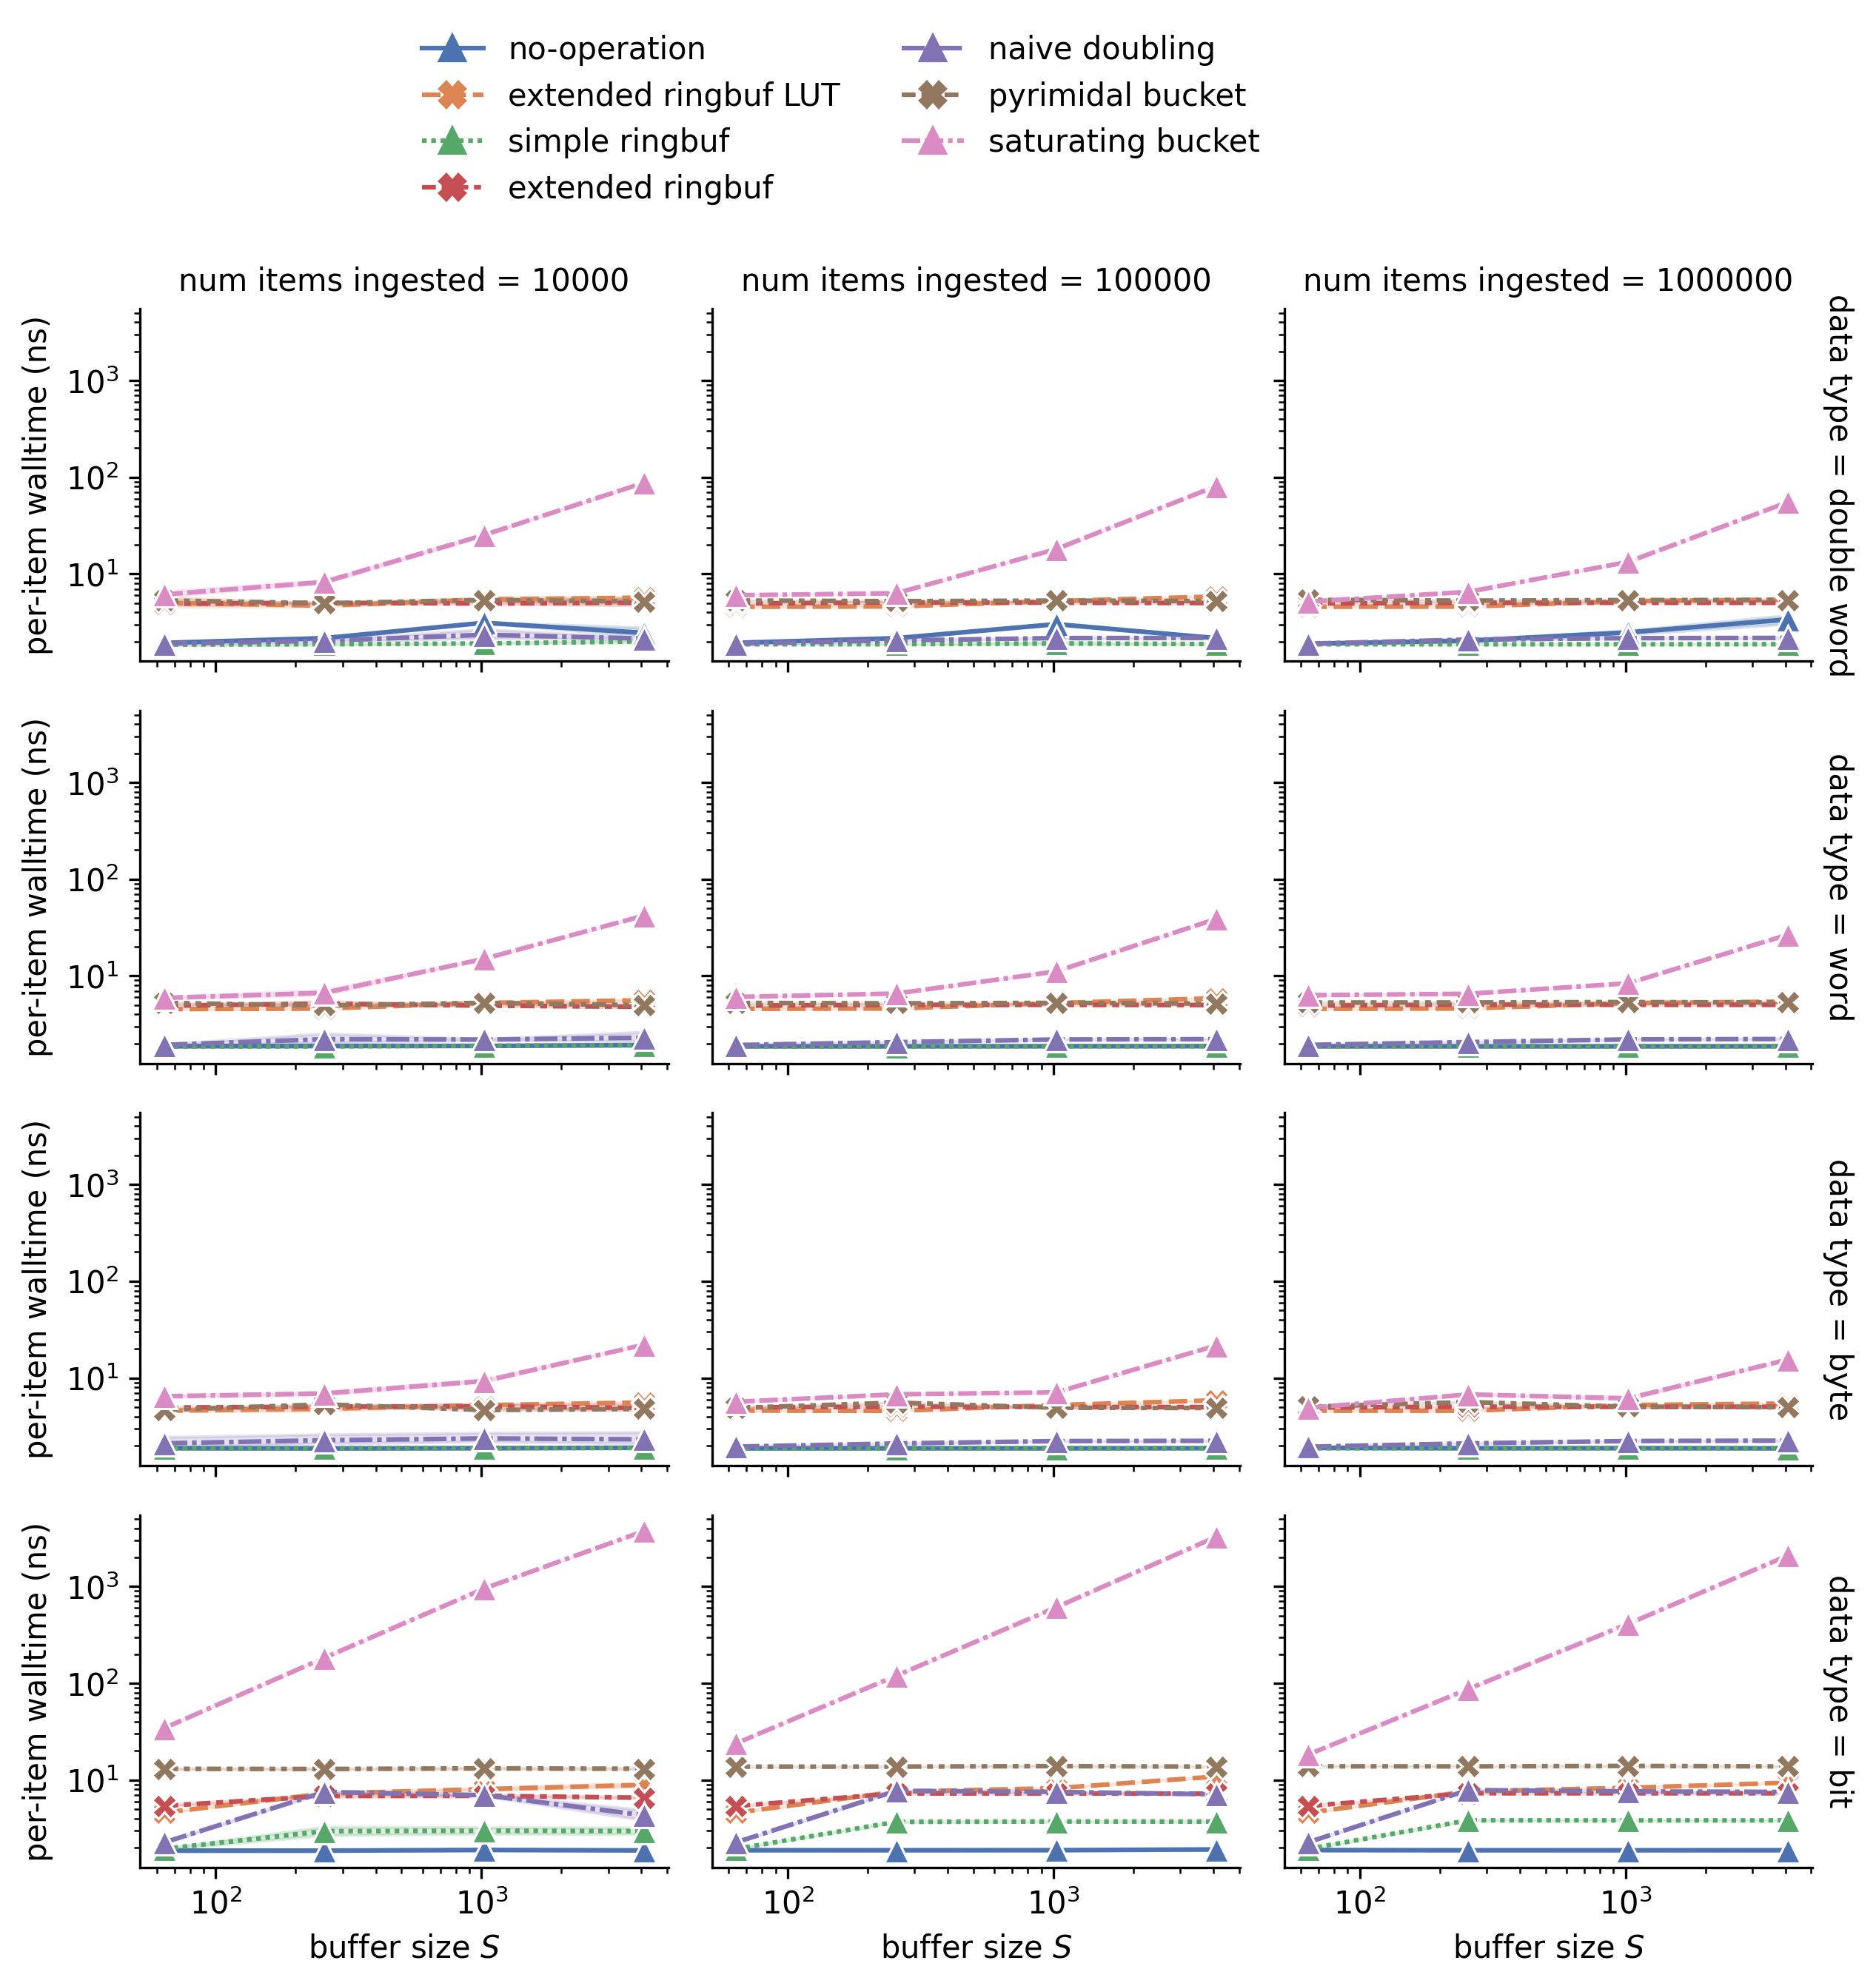 no-operation
extended ringbuf LUT
simple ringbuf
extended ringbuf
naive doubling
pyrimidal bucket
saturating bucket
num items ingested = 10000
num items ingested = 100000
num items ingested = 1000000
per-item walltime (ns)
10³
10²
10¹
data type = double word
per-item walltime (ns)
10³
10²
10¹
data type = word
per-item walltime (ns)
10³
10²
10¹
data type = byte
per-item walltime (ns)
10³
10²
10¹
data type = bit
10² 10³
10² 10³
10² 10³
buffer size S
buffer size S
buffer size S